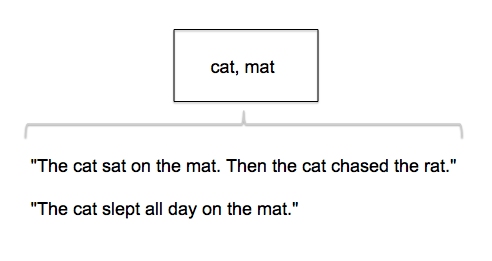 cat, mat
"The cat sat on the mat. Then the cat chased the rat."
"The cat slept all day on the mat."